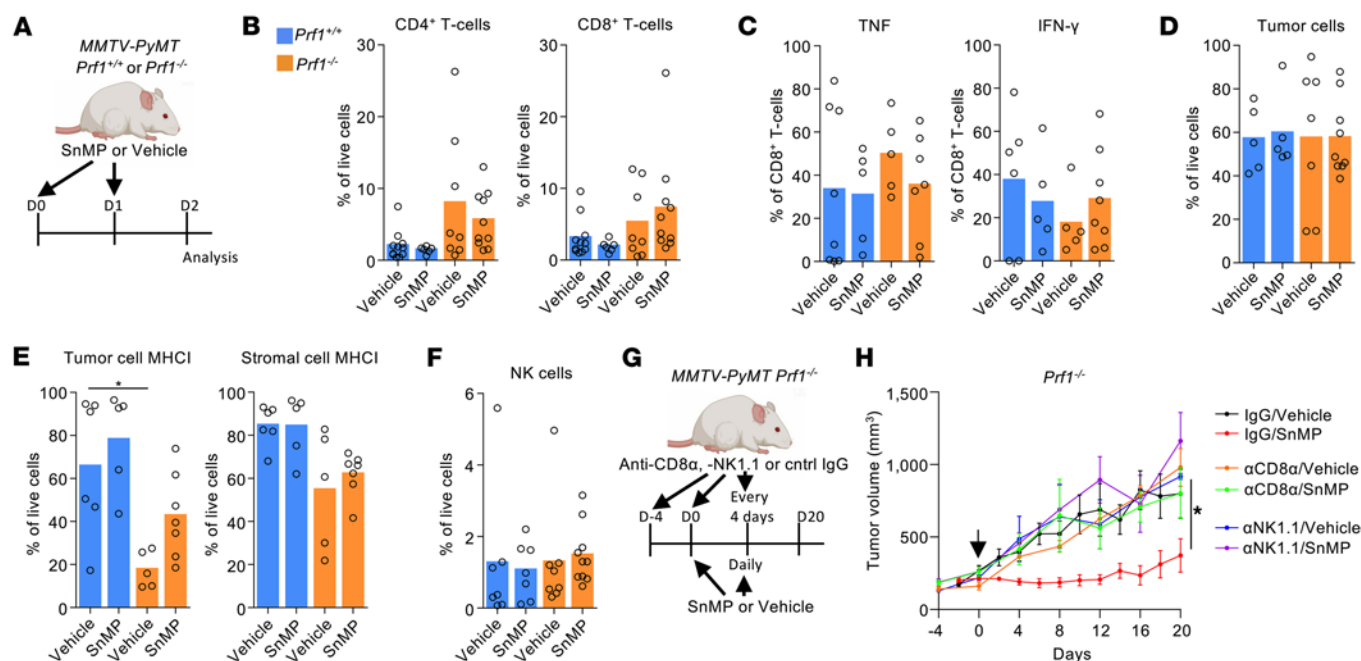 A
MMTV-PyMT
Prf1+/+ or Prf1-/-
SnMP or Vehicle
D0
D1
D2
Analysis
B
Prf1+/+
Prf1-/-
CD4+ T-cells
% of live cells
30
20
10
0
Vehicle
SnMP
Vehicle
SnMP
CD8+ T-cells
% of live cells
30
20
10
0
Vehicle
SnMP
Vehicle
SnMP
C
TNF
% of CD8+ T-cells
100
80
60
40
20
0
Vehicle
SnMP
Vehicle
SnMP
IFN-γ
% of CD8+ T-cells
100
80
60
40
20
0
Vehicle
SnMP
Vehicle
SnMP
D
Tumor cells
% of live cells
100
80
60
40
20
0
Vehicle
SnMP
Vehicle
SnMP
E
Tumor cell MHCI
% of live cells
100
80
60
40
20
0
*
Vehicle
SnMP
Vehicle
SnMP
Stromal cell MHCI
% of live cells
100
80
60
40
20
0
Vehicle
SnMP
Vehicle
SnMP
F
NK cells
% of live cells
6
4
2
0
Vehicle
SnMP
Vehicle
SnMP
G
MMTV-PyMT Prf1-/-
Anti-CD8α, -NK1.1 or cntrl IgG
Every
D-4
D0
4 days
D20
Daily
SnMP or Vehicle
H
Prf1-/-
Tumor volume (mm3)
1,500
1,000
500
0
-4
0
4
8
12
16
20
Days
*
IgG/Vehicle
IgG/SnMP
αCD8α/Vehicle
αCD8α/SnMP
αNK1.1/Vehicle
αNK1.1/SnMP